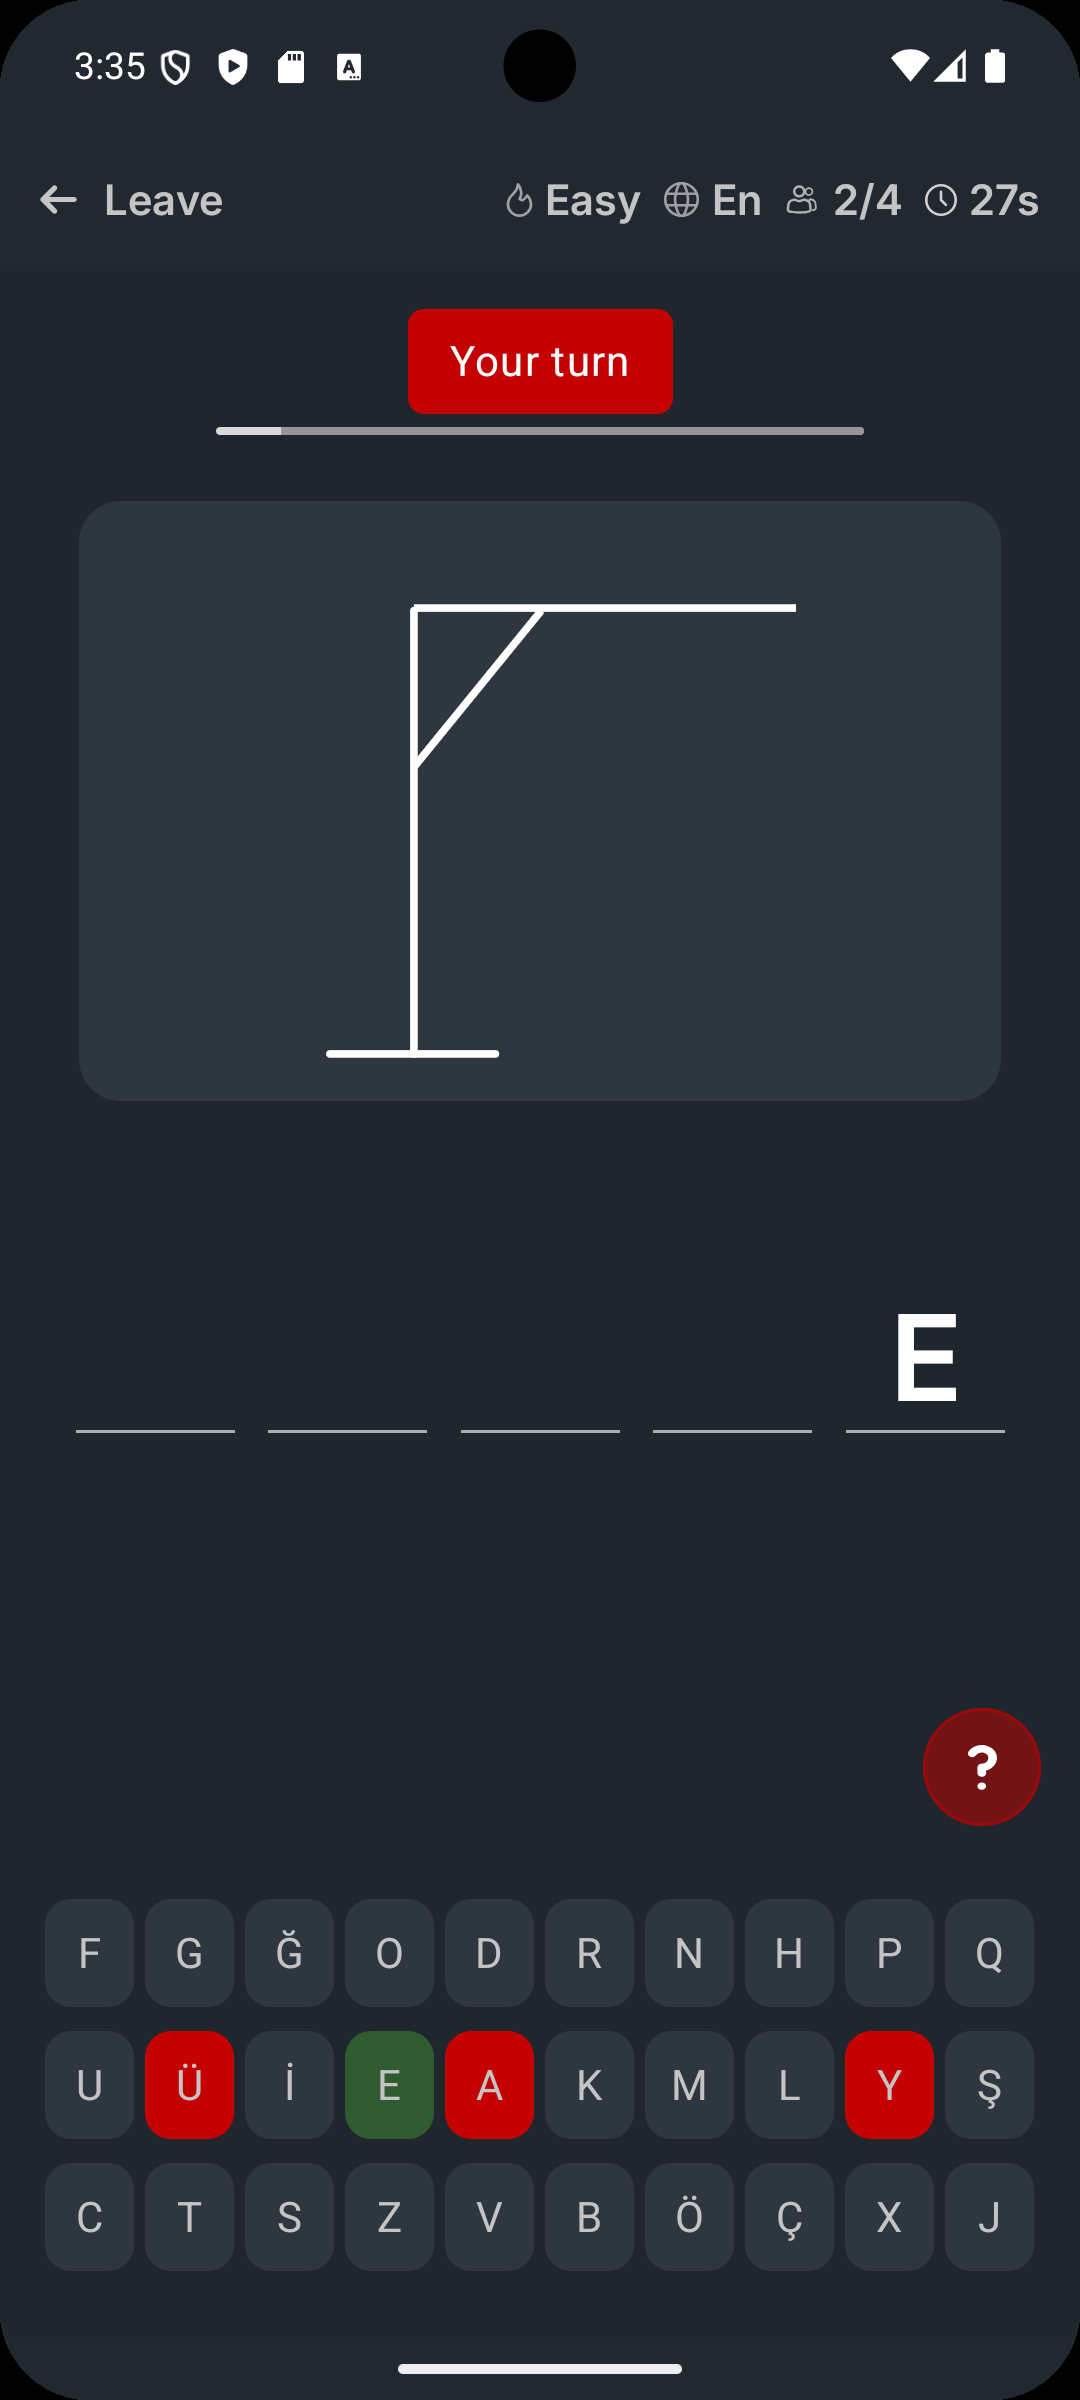 3:35
Leave Easy En 2/4 27s
Your turn
E
?
F G Ğ O D R N H P Q
U Ü İ E A K M L Y Ş
C T S Z V B Ö Ç X J